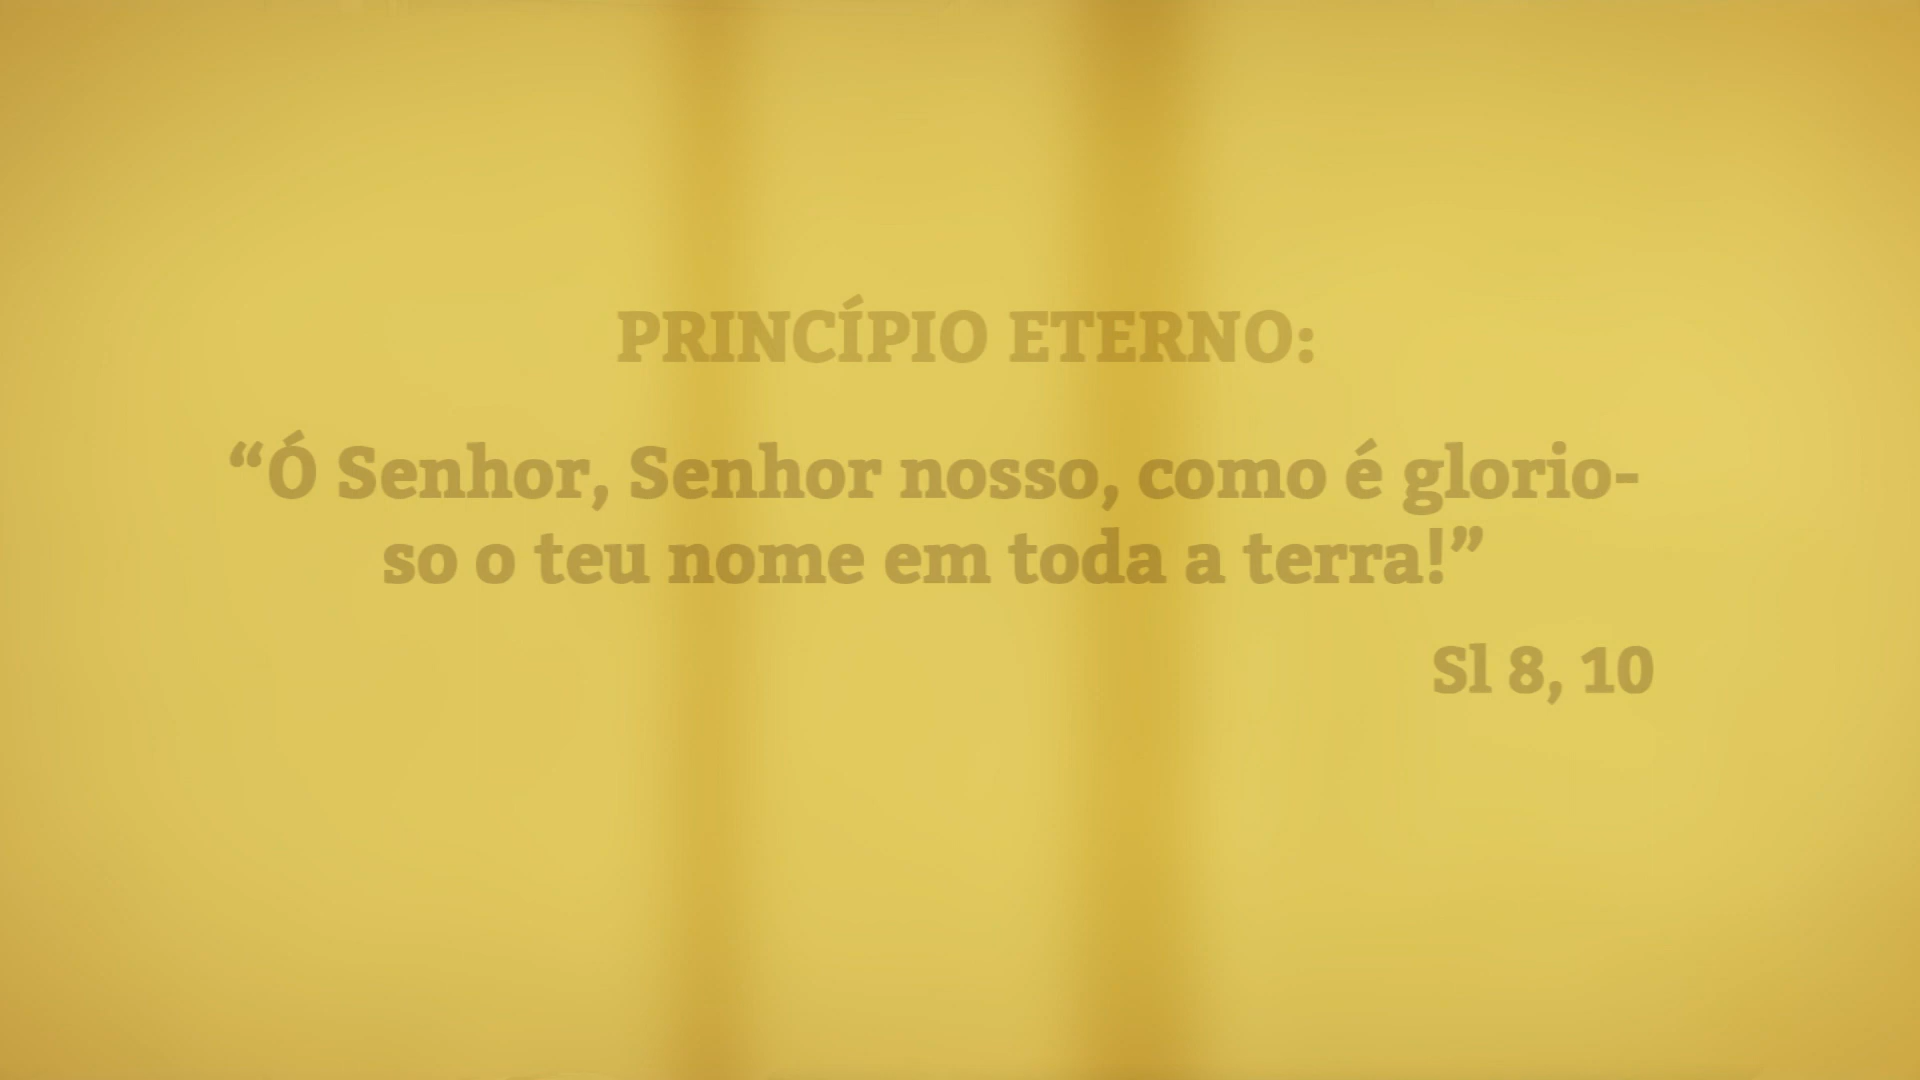 PRINCÍPIO ETERNO:
“Ó Senhor, Senhor nosso, como é glorio-
so o teu nome em toda a terra!”
Sl 8, 10